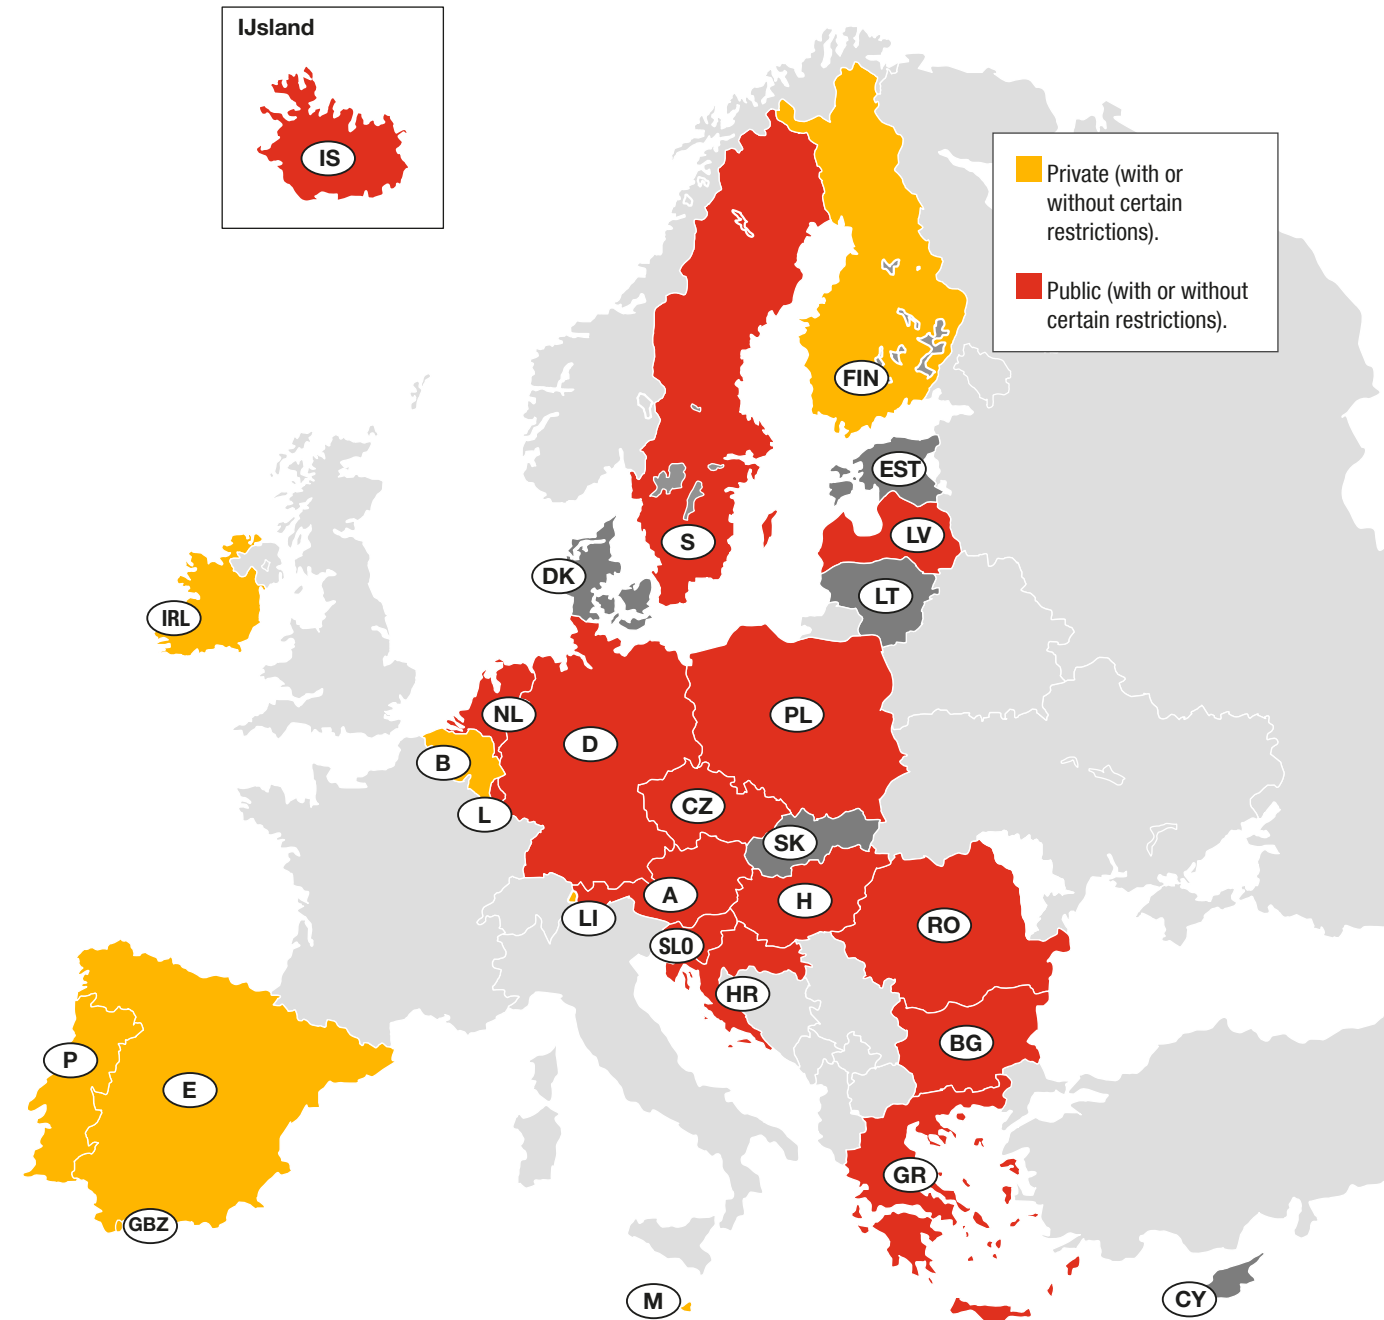 IJsland
IS
Private (with or
without certain
restrictions).
Public (with or without
certain restrictions).
FIN
EST
LV
S
DK
LT
IRL
NL
PL
D
B
CZ
L
SK
A
H
LI
RO
SLO
HR
BG
P
E
GR
GBZ
M
CY